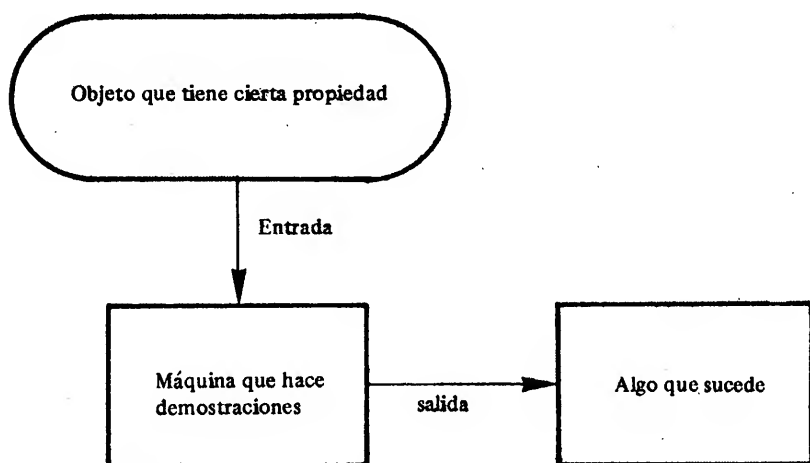 Objeto que tiene cierta propiedad
Entrada
Máquina que hace
demostraciones
salida
Algo que sucede